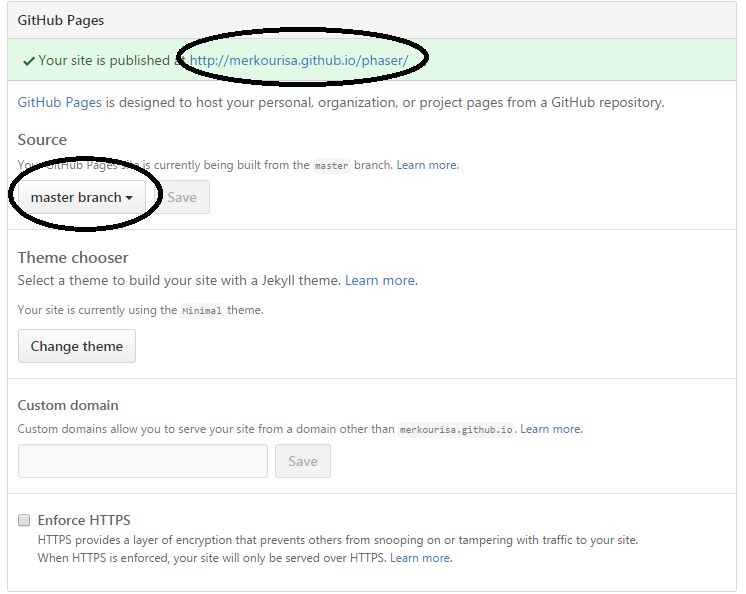 GitHub Pages
Your site is published at http://merkourisa.github.io/phaser/
GitHub Pages is designed to host your personal, organization, or project pages from a GitHub repository.
Source
Your GitHub Pages site is currently being built from the master branch. Learn more.
master branch
Save
Theme chooser
Select a theme to build your site with a Jekyll theme. Learn more.
Your site is currently using the Minimal theme.
Change theme
Custom domain
Custom domains allow you to serve your site from a domain other than merkourisa.github.io. Learn more.
Save
Enforce HTTPS
HTTPS provides a layer of encryption that prevents others from snooping on or tampering with traffic to your site.
When HTTPS is enforced, your site will only be served over HTTPS. Learn more.